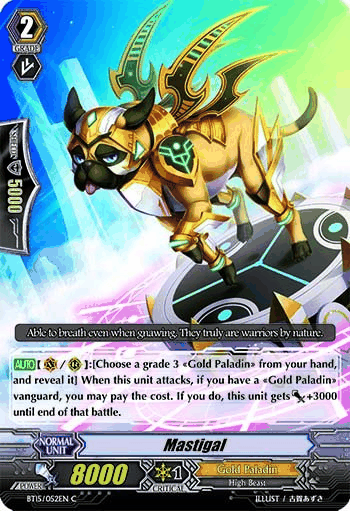 2
GRADE
SHIELD
5000
Able to breath even when gnawing. They truly are warriors by nature.
AUTO [ / ]:[Choose a grade 3 «Gold Paladin» from your hand,
and reveal it] When this unit attacks, if you have a «Gold Paladin»
vanguard, you may pay the cost. If you do, this unit gets +3000
until end of that battle.
NORMAL
UNIT
Mastigal
POWER
8000
1
CRITICAL
Gold Paladin
High Beast
BT15/052EN C
ILLUST / 古賀あずさ